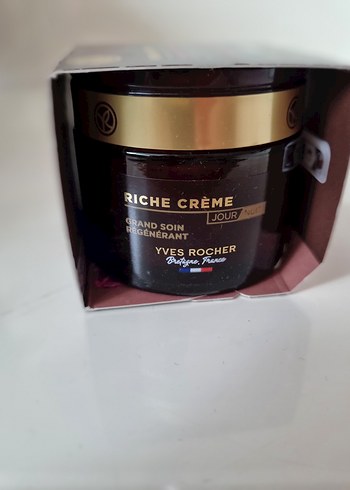 RICHE CRÈME
JOUR
GRAND SOIN
RÉGÉNÉRANT
YVES ROCHER
Bretagne, France